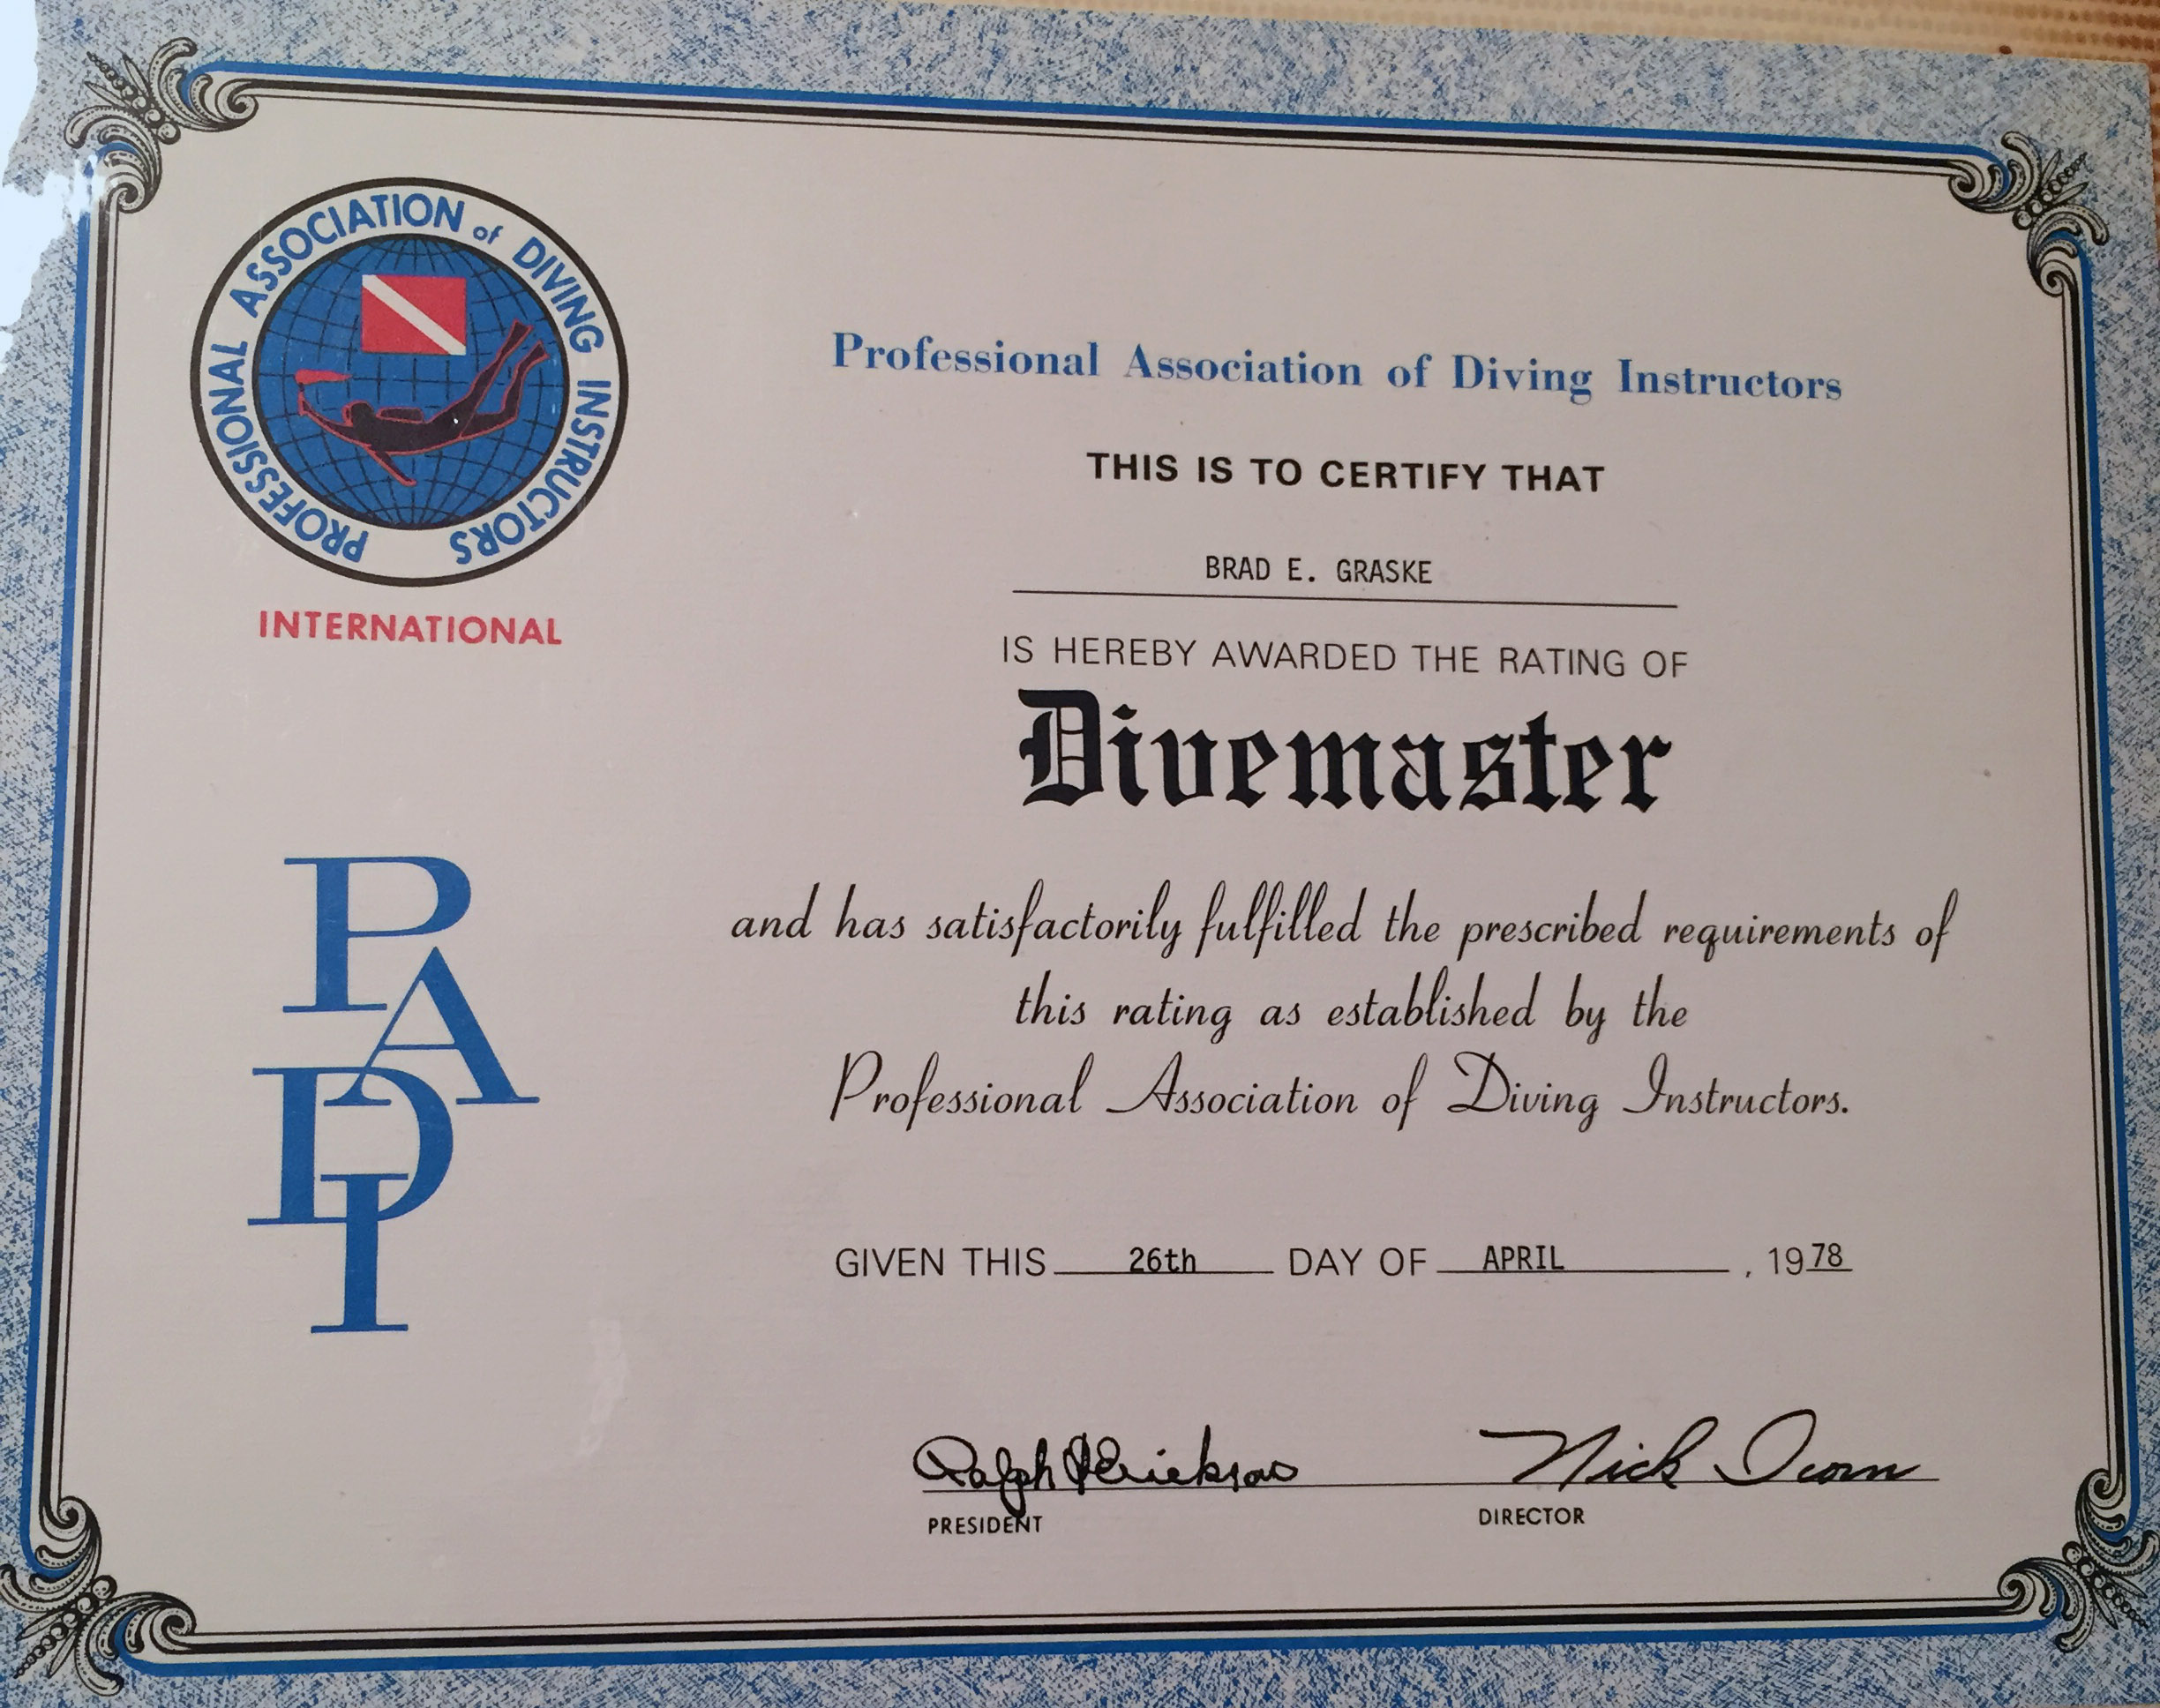 PROFESSIONAL ASSOCIATION of DIVING INSTRUCTORS
INTERNATIONAL
PADI
Professional Association of Diving Instructors
THIS IS TO CERTIFY THAT
BRAD E. GRASKE
IS HEREBY AWARDED THE RATING OF
Divemaster
and has satisfactorily fulfilled the prescribed requirements of
this rating as established by the
Professional Association of Diving Instructors.
GIVEN THIS 26th DAY OF APRIL , 1978
Ralph Erickson Nick Icorn
PRESIDENT DIRECTOR